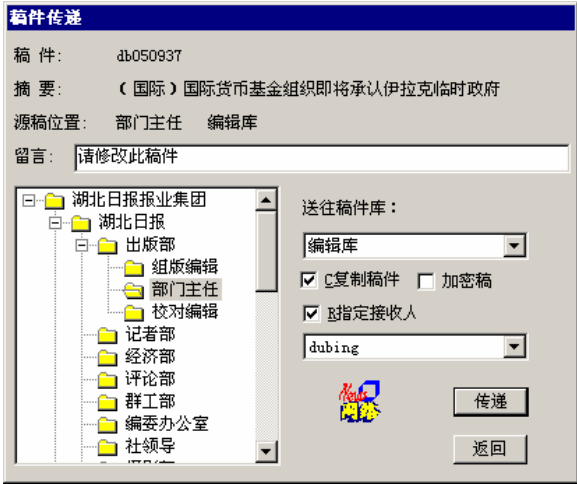 稿件传递
稿 件: db050937
摘 要: （国际）国际货币基金组织即将承认伊拉克临时政府
源稿位置: 部门主任 编辑库
留言: 请修改此稿件
湖北日报报业集团
湖北日报
出版部
组版编辑
部门主任
校对编辑
记者部
经济部
评论部
群工部
编委办公室
社领导
送往稿件库：
编辑库
C复制稿件 加密稿
R指定接收人
dubing
News
网络
传递
返回